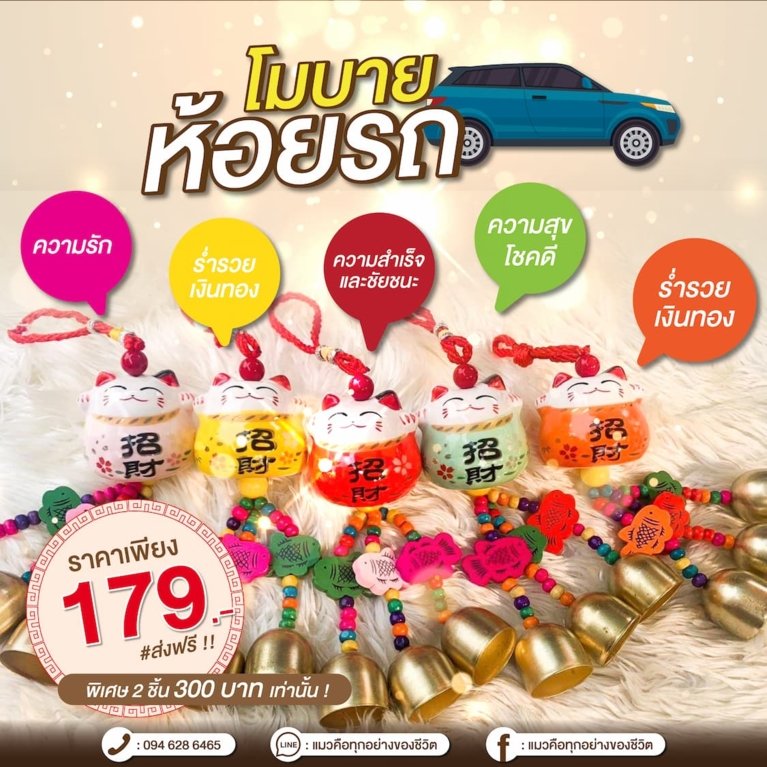 โมบาย
ห้อยรถ
ความรัก
ร่ำรวย
เงินทอง
ความสำเร็จ
และชัยชนะ
ความสุข
โชคดี
ร่ำรวย
เงินทอง
招
財
招
財
招
財
招
財
招
財
ราคาเพียง
179.-
#ส่งฟรี !!
พิเศษ 2 ชิ้น 300 บาท เท่านั้น !
: 094 628 6465
LINE : แมวคือทุกอย่างของชีวิต
f : แมวคือทุกอย่างของชีวิต